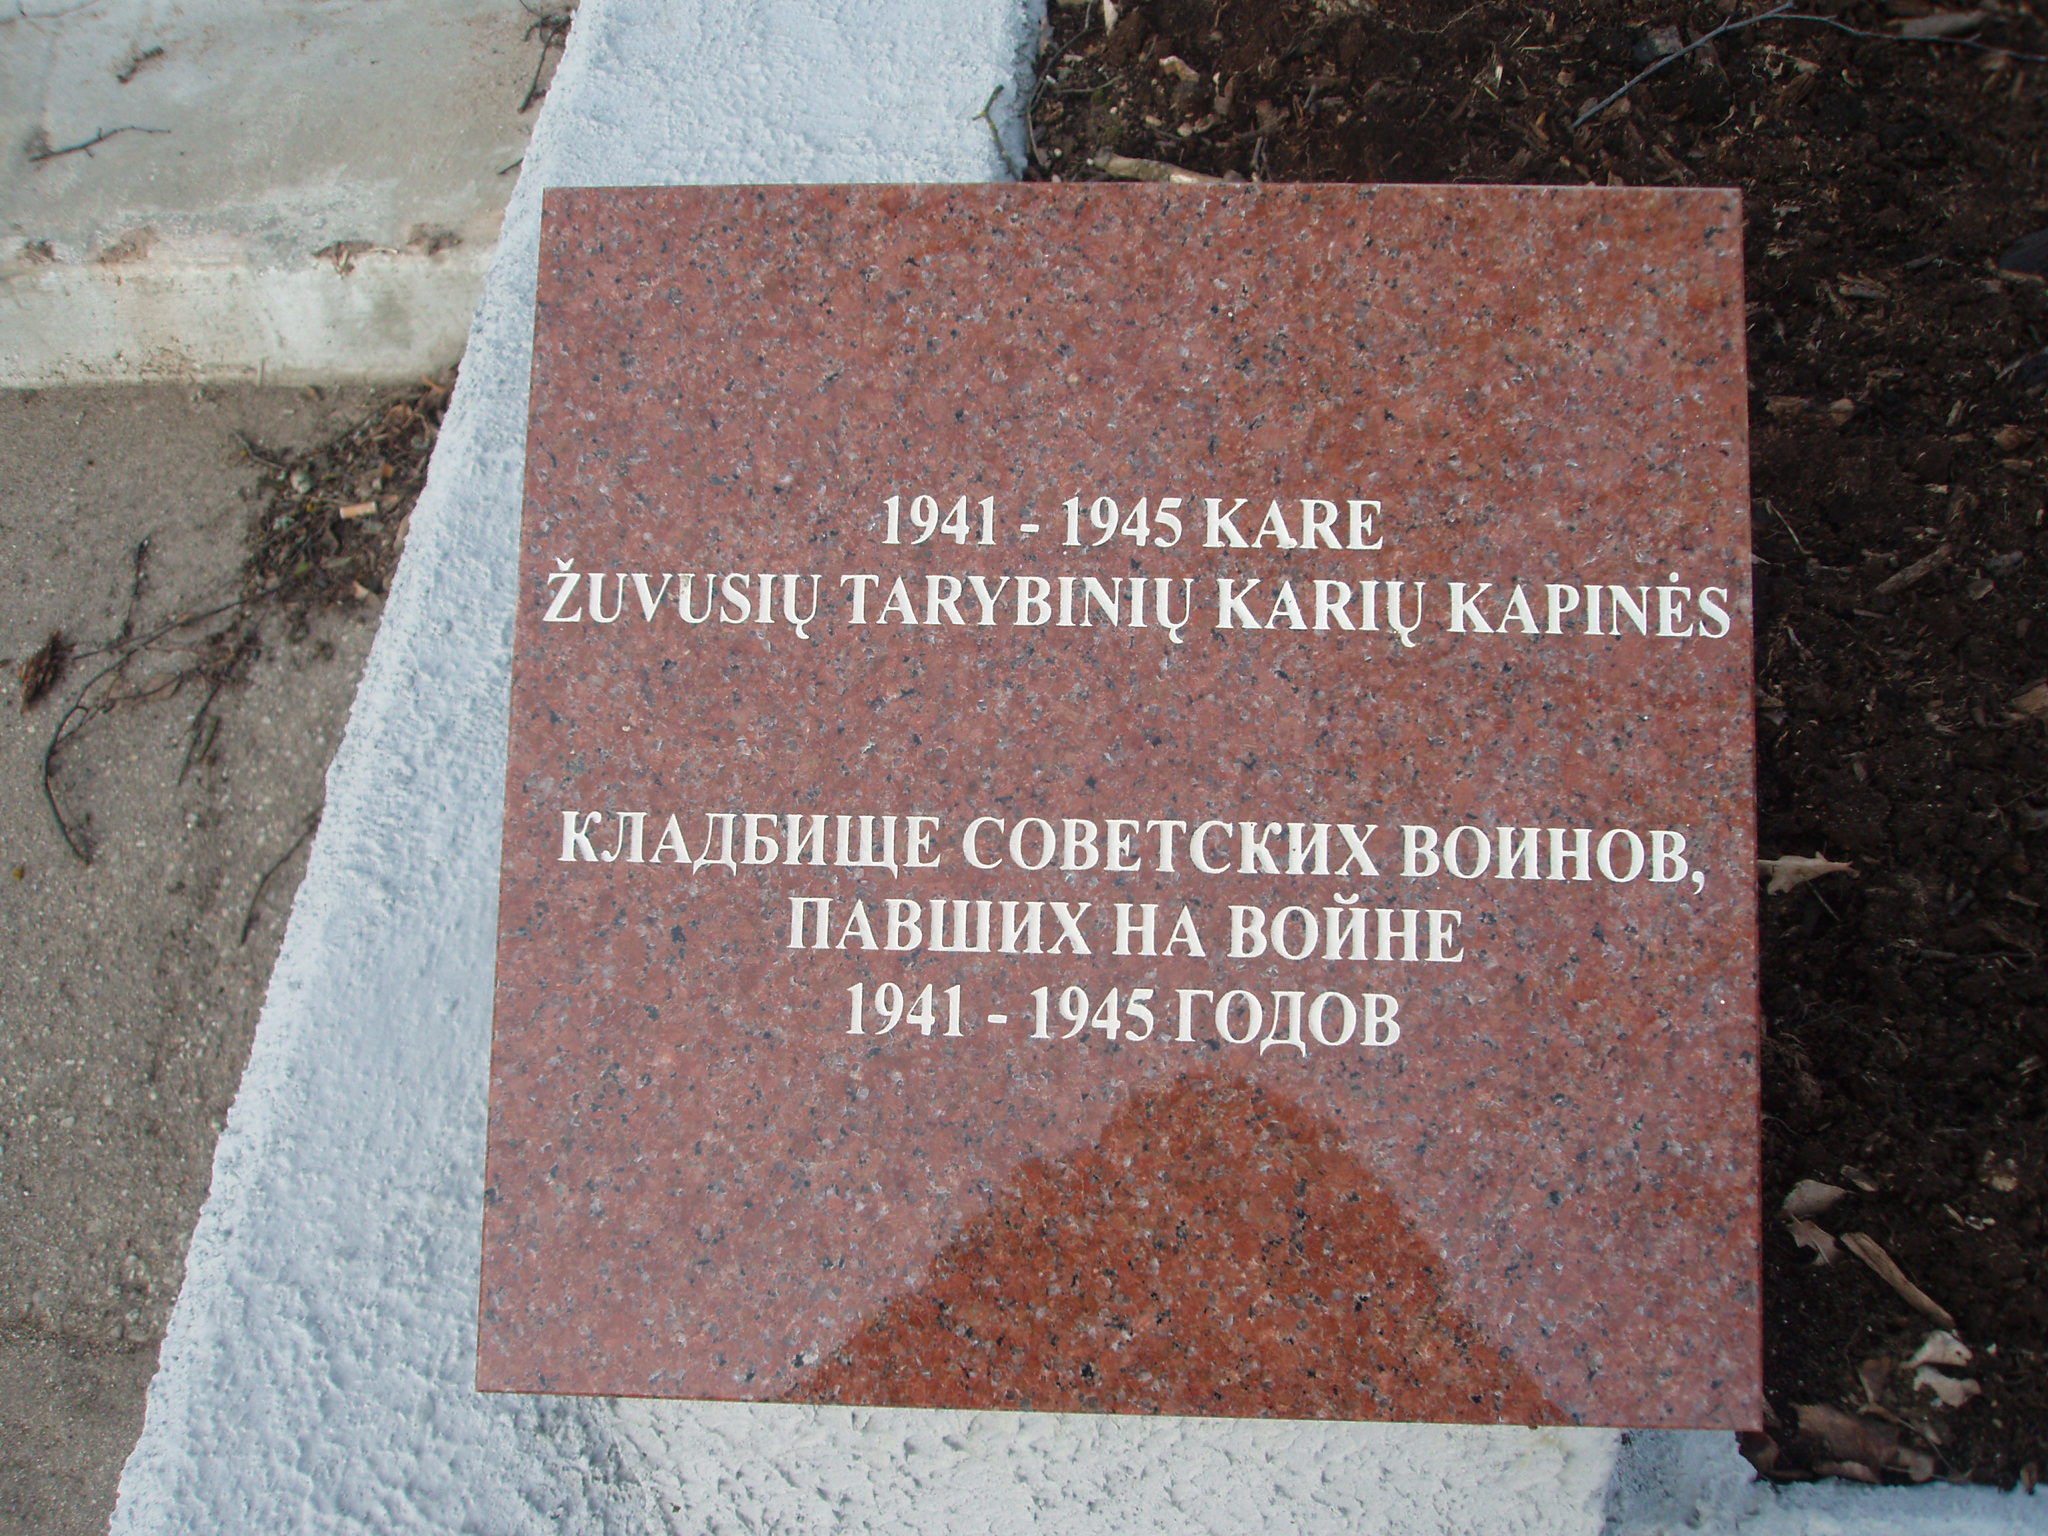 1941 - 1945 KARE
ŽUVUSIŲ TARYBINIŲ KARIŲ KAPINĖS
КЛАДБИЩЕ СОВЕТСКИХ ВОИНОВ,
ПАВШИХ НА ВОЙНЕ
1941 - 1945 ГОДОВ